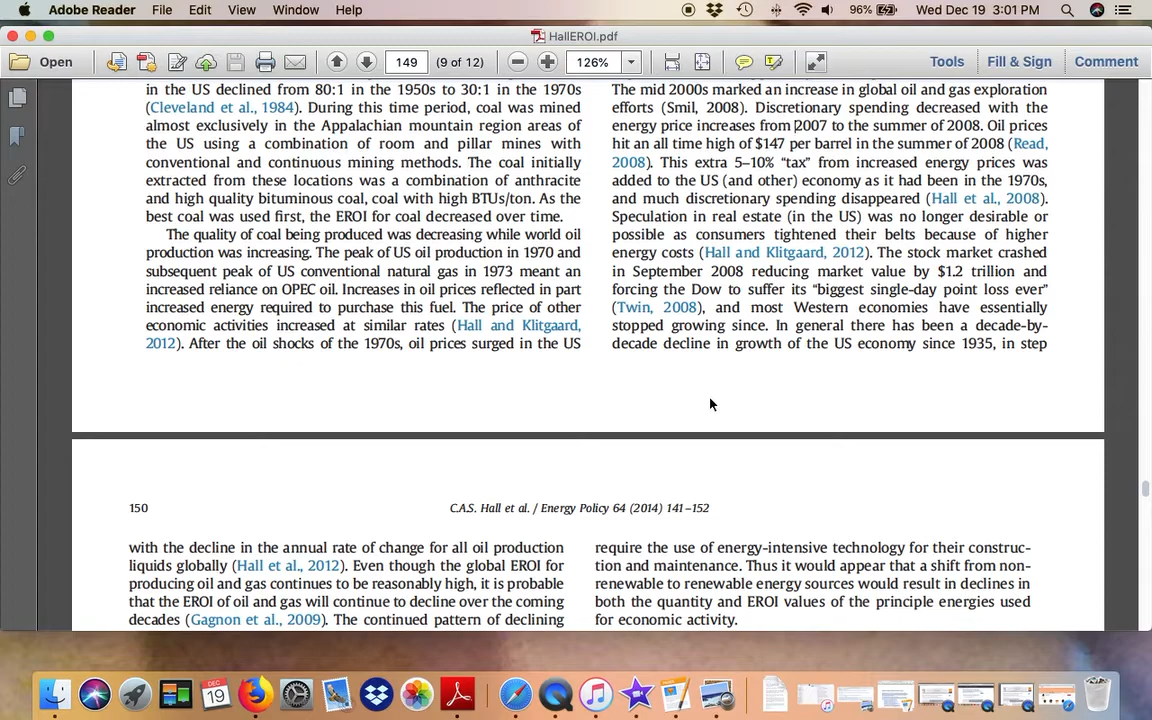 Adobe Reader File Edit View Window Help 96% Wed Dec 19 3:01 PM
HallEROI.pdf
Open 149 (9 of 12) 126% Tools Fill & Sign Comment
in the US declined from 80:1 in the 1950s to 30:1 in the 1970s
(Cleveland et al., 1984). During this time period, coal was mined
almost exclusively in the Appalachian mountain region areas of
the US using a combination of room and pillar mines with
conventional and continuous mining methods. The coal initially
extracted from these locations was a combination of anthracite
and high quality bituminous coal, coal with high BTUs/ton. As the
best coal was used first, the EROI for coal decreased over time.
The quality of coal being produced was decreasing while world oil
production was increasing. The peak of US oil production in 1970 and
subsequent peak of US conventional natural gas in 1973 meant an
increased reliance on OPEC oil. Increases in oil prices reflected in part
increased energy required to purchase this fuel. The price of other
economic activities increased at similar rates (Hall and Klitgaard,
2012). After the oil shocks of the 1970s, oil prices surged in the US
The mid 2000s marked an increase in global oil and gas exploration
efforts (Smil, 2008). Discretionary spending decreased with the
energy price increases from 2007 to the summer of 2008. Oil prices
hit an all time high of $147 per barrel in the summer of 2008 (Read,
2008). This extra 5–10% “tax” from increased energy prices was
added to the US (and other) economy as it had been in the 1970s,
and much discretionary spending disappeared (Hall et al., 2008).
Speculation in real estate (in the US) was no longer desirable or
possible as consumers tightened their belts because of higher
energy costs (Hall and Klitgaard, 2012). The stock market crashed
in September 2008 reducing market value by $1.2 trillion and
forcing the Dow to suffer its “biggest single-day point loss ever”
(Twin, 2008), and most Western economies have essentially
stopped growing since. In general there has been a decade-by-
decade decline in growth of the US economy since 1935, in step
150 C.A.S. Hall et al. / Energy Policy 64 (2014) 141–152
with the decline in the annual rate of change for all oil production
liquids globally (Hall et al., 2012). Even though the global EROI for
producing oil and gas continues to be reasonably high, it is probable
that the EROI of oil and gas will continue to decline over the coming
decades (Gagnon et al., 2009). The continued pattern of declining
require the use of energy-intensive technology for their construc-
tion and maintenance. Thus it would appear that a shift from non-
renewable to renewable energy sources would result in declines in
both the quantity and EROI values of the principle energies used
for economic activity.
DEC
19